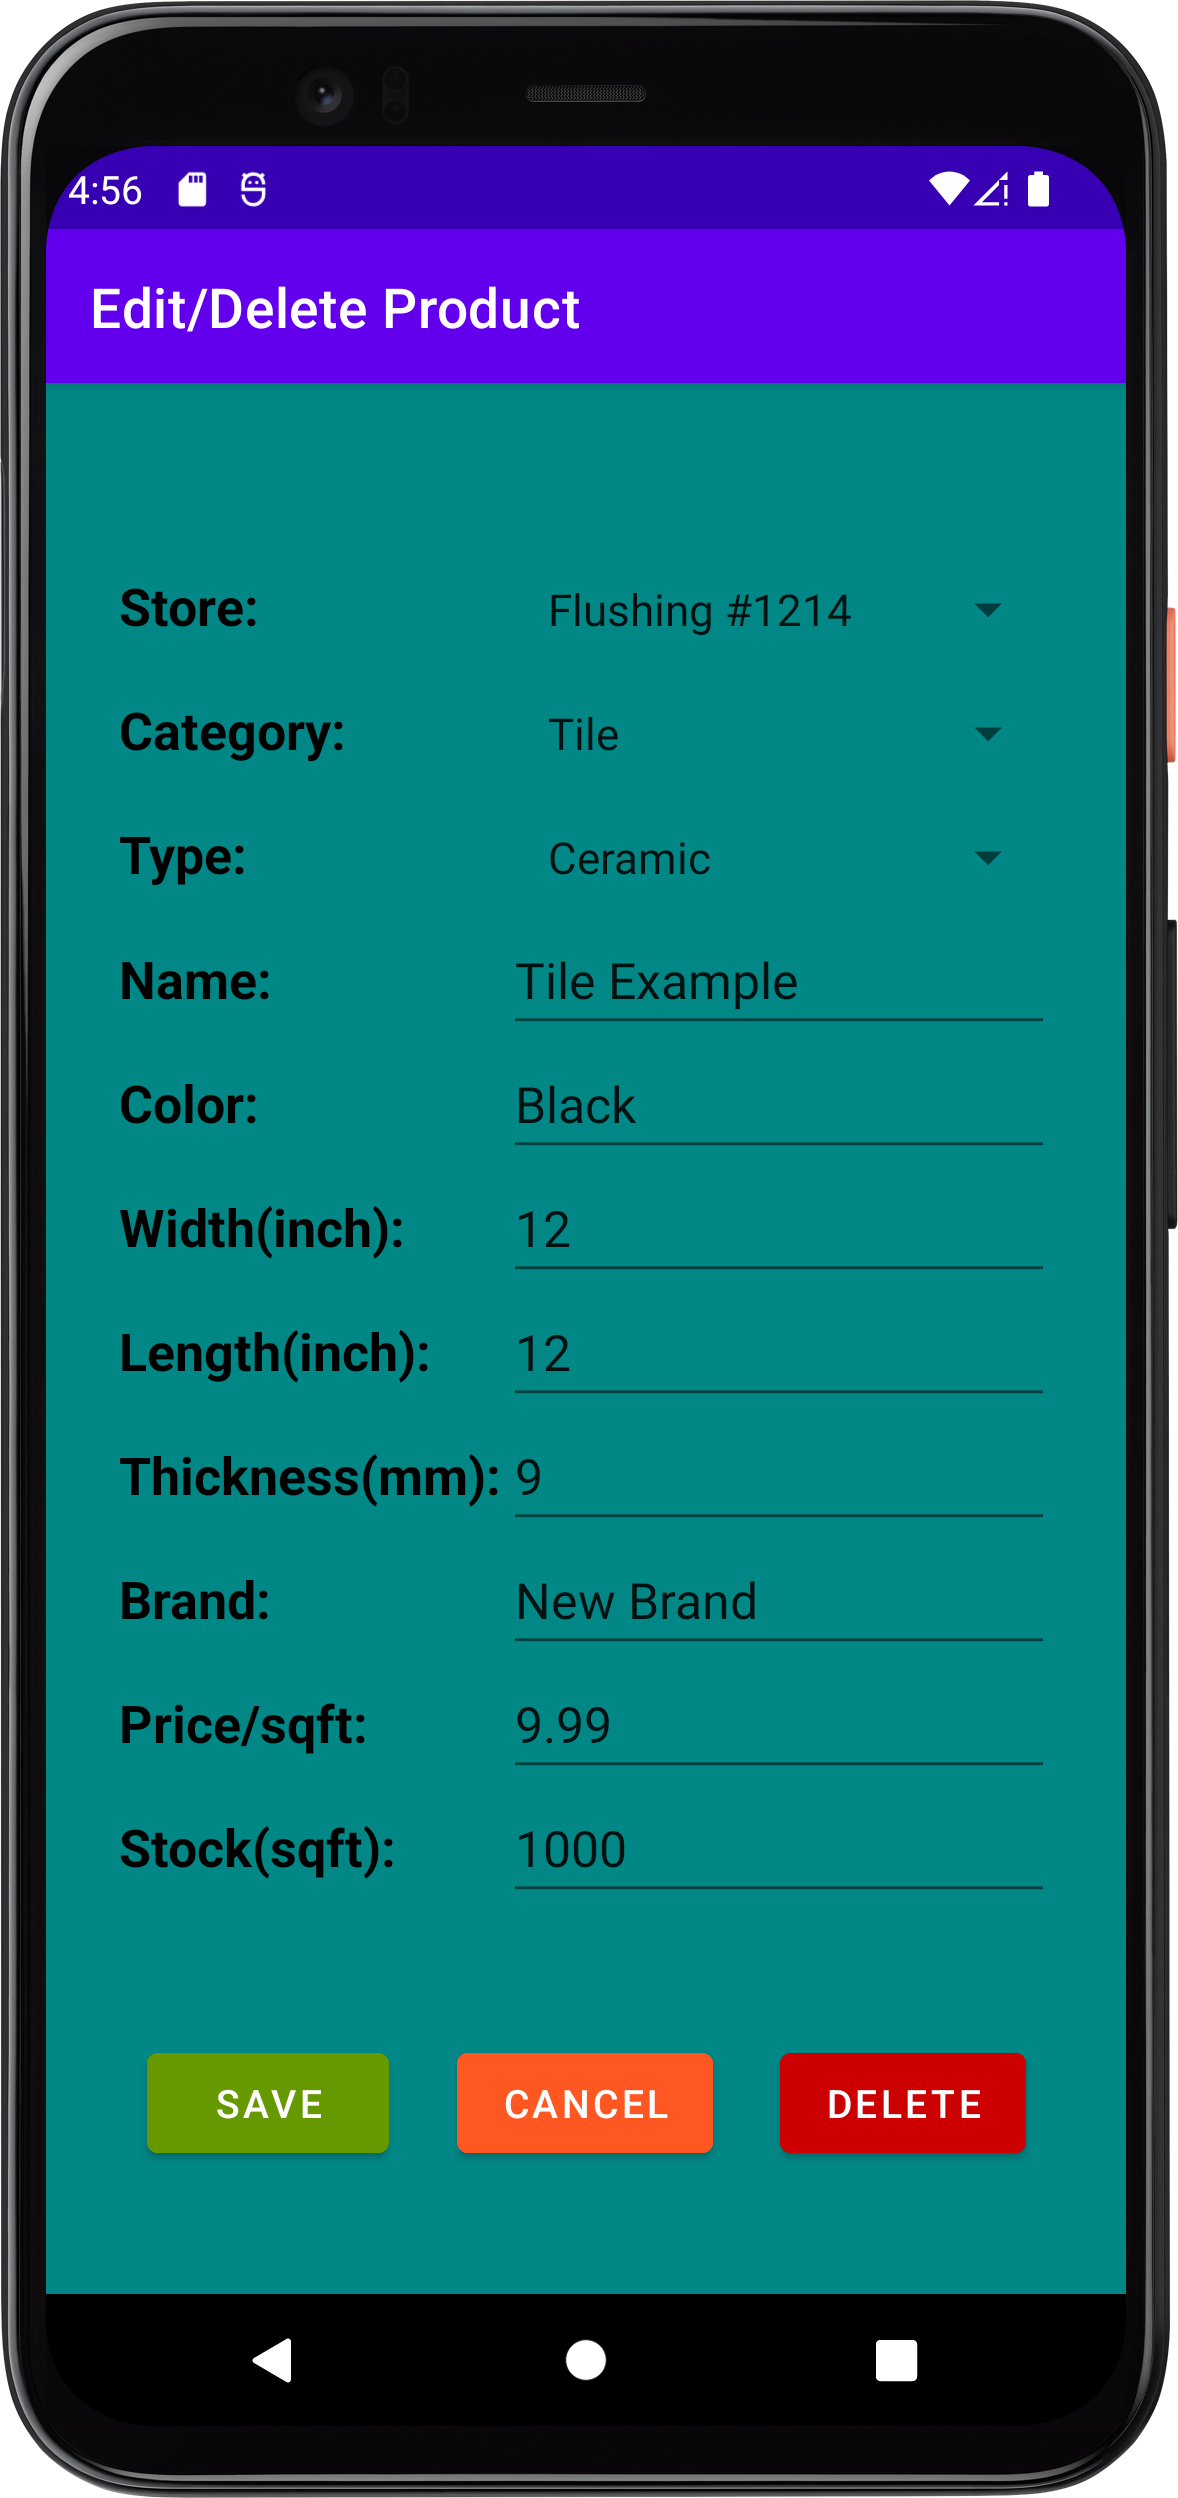 4:56
Edit/Delete Product
Store: Flushing #1214
Category: Tile
Type: Ceramic
Name: Tile Example
Color: Black
Width(inch): 12
Length(inch): 12
Thickness(mm): 9
Brand: New Brand
Price/sqft: 9.99
Stock(sqft): 1000
SAVE CANCEL DELETE